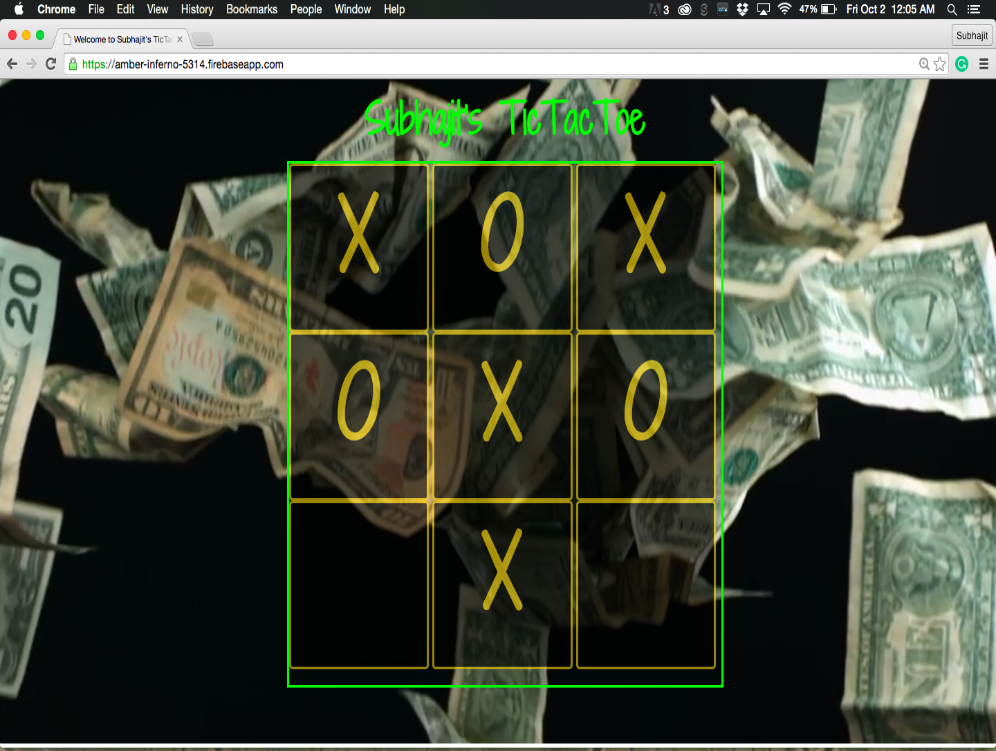 Chrome File Edit View History Bookmarks People Window Help 3 47% Fri Oct 2 12:05 AM
Welcome to Subhajit's TicTa
Subhajit
https://amber-inferno-5314.firebaseapp.com
Subhajit's TicTacToe
X O X
O X O
X
20